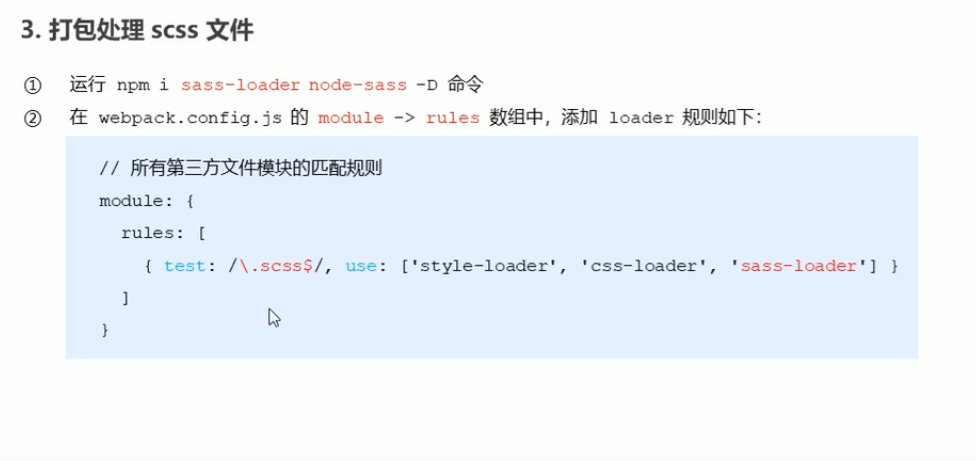 3. 打包处理 scss 文件
① 运行 npm i sass-loader node-sass -D 命令
② 在 webpack.config.js 的 module -> rules 数组中，添加 loader 规则如下：
// 所有第三方文件模块的匹配规则
module: {
rules: [
{ test: /\.scss$/, use: ['style-loader', 'css-loader', 'sass-loader'] }
]
}